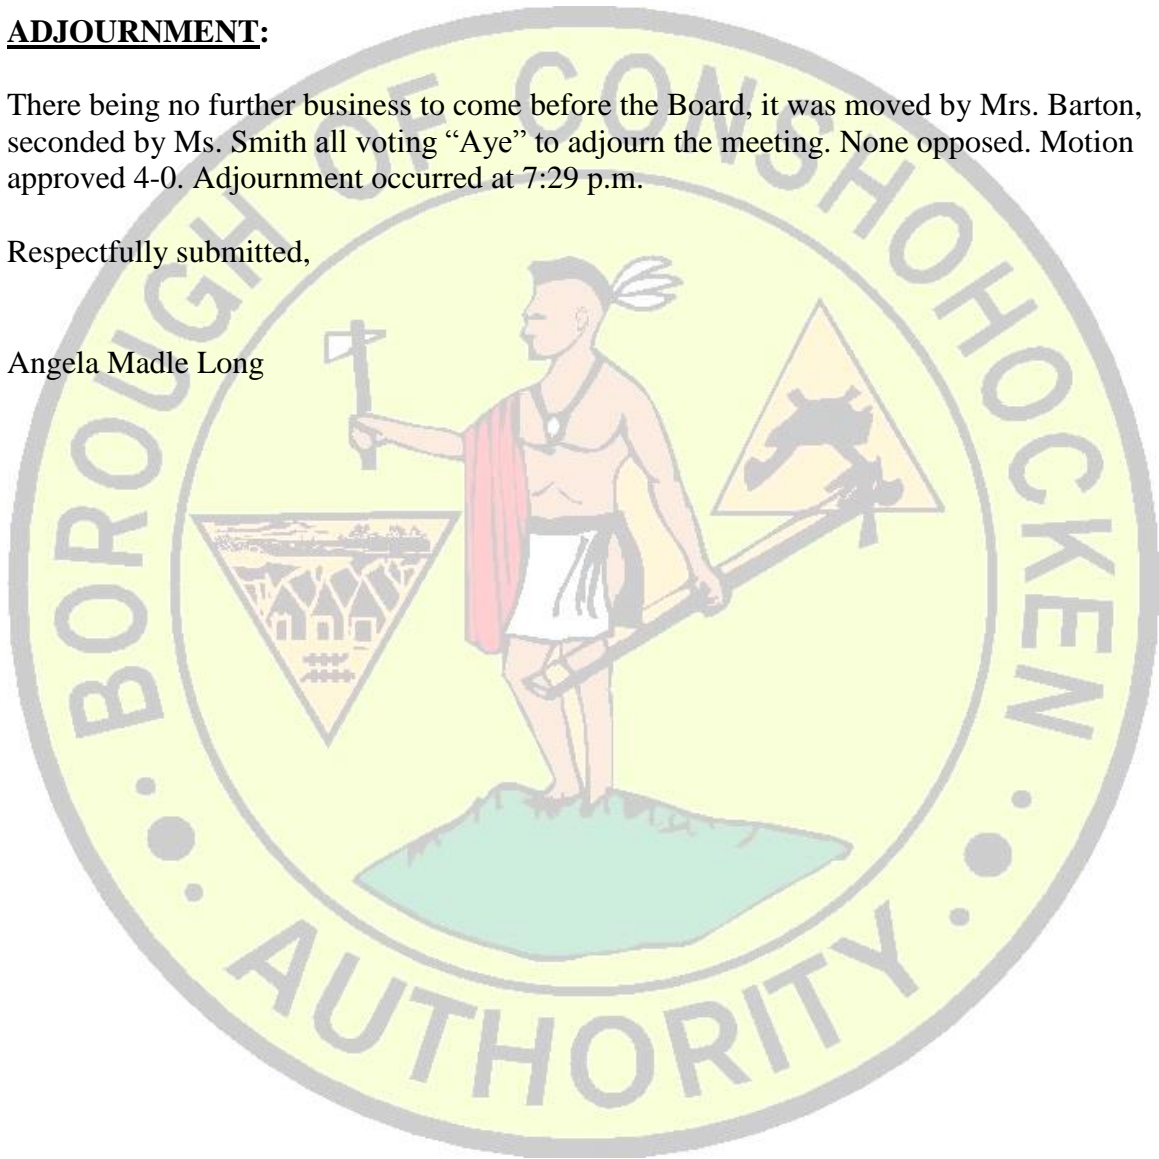 ADJOURNMENT:
There being no further business to come before the Board, it was moved by Mrs. Barton,
seconded by Ms. Smith all voting “Aye” to adjourn the meeting. None opposed. Motion
approved 4-0. Adjournment occurred at 7:29 p.m.
Respectfully submitted,
Angela Madle Long
BOROUGH OF CONSHOHOCKEN
AUTHORITY